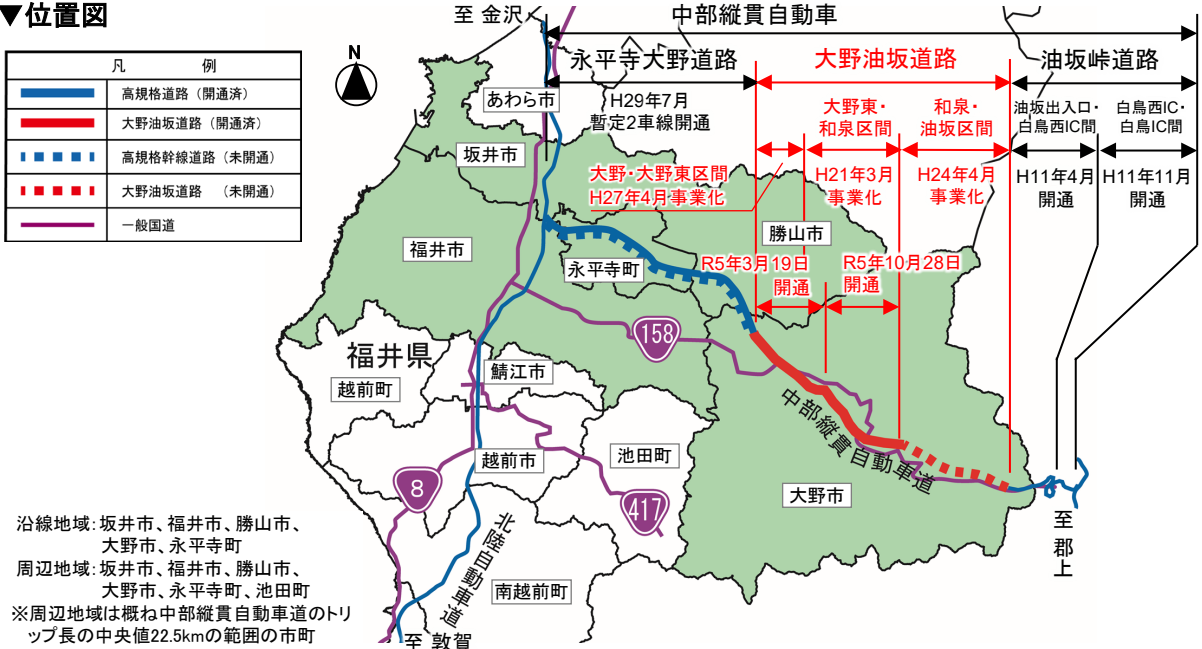 ▼位置図
凡 例
高規格道路（開通済）
大野油坂道路（開通済）
高規格幹線道路（未開通）
大野油坂道路 （未開通）
一般国道
N
至 金沢
中部縦貫自動車
永平寺大野道路
大野油坂道路
油坂峠道路
H29年7月
暫定2車線開通
大野東・
和泉区間
和泉・
油坂区間
油坂出入口・
白鳥西IC間
白鳥西IC・
白鳥IC間
大野・大野東区間
H27年4月事業化
H21年3月
事業化
H24年4月
事業化
H11年4月
開通
H11年11月
開通
あわら市
坂井市
福井市
永平寺町
勝山市
R5年3月19日
開通
R5年10月28日
開通
158
福井県
越前町
鯖江市
中部縦貫自動車道
越前市
池田町
大野市
8
417
北陸自動車道
南越前町
至 郡上
至 敦賀
沿線地域：坂井市、福井市、勝山市、
大野市、永平寺町
周辺地域：坂井市、福井市、勝山市、
大野市、永平寺町、池田町
※周辺地域は概ね中部縦貫自動車道のトリ
ップ長の中央値22.5kmの範囲の市町